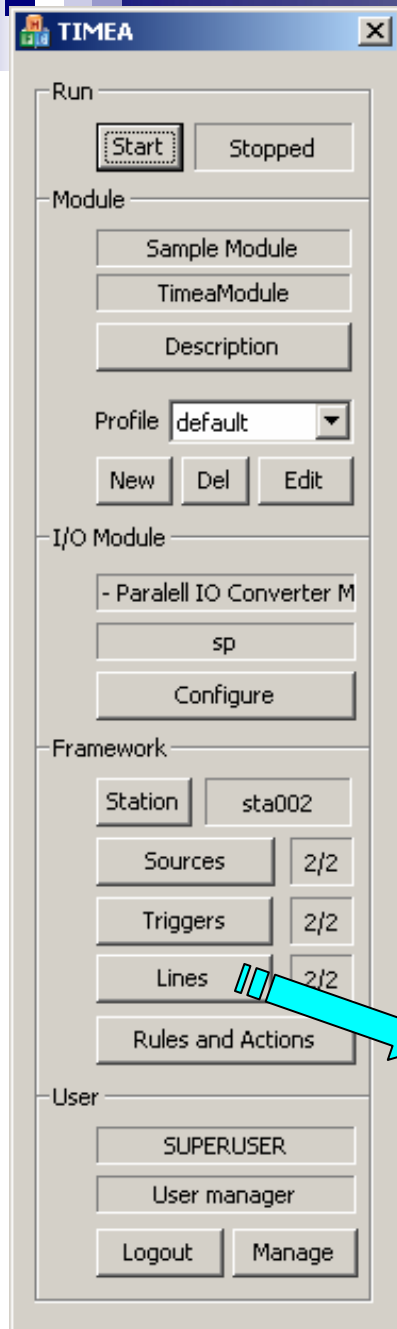 TIMEA
Run
Start Stopped
Module
Sample Module
TimeaModule
Description
Profile default
New Del Edit
I/O Module
- Paralell IO Converter M
sp
Configure
Framework
Station sta002
Sources 2/2
Triggers 2/2
Lines 2/2
Rules and Actions
User
SUPERUSER
User manager
Logout Manage